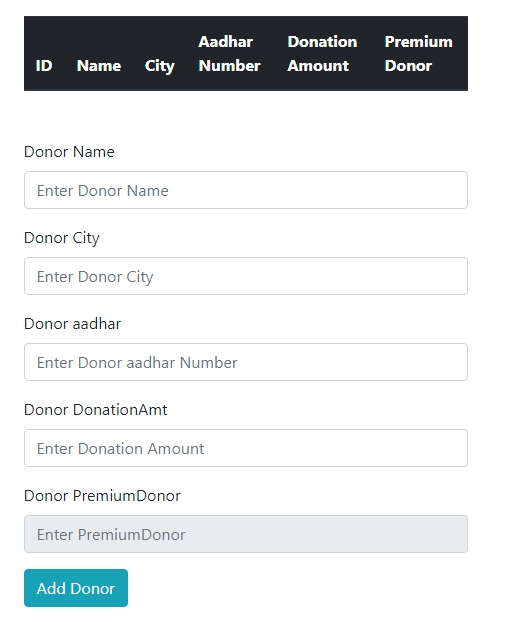 Aadhar Donation Premium
ID Name City Number Amount Donor
Donor Name
Enter Donor Name
Donor City
Enter Donor City
Donor aadhar
Enter Donor aadhar Number
Donor DonationAmt
Enter Donation Amount
Donor PremiumDonor
Enter PremiumDonor
Add Donor